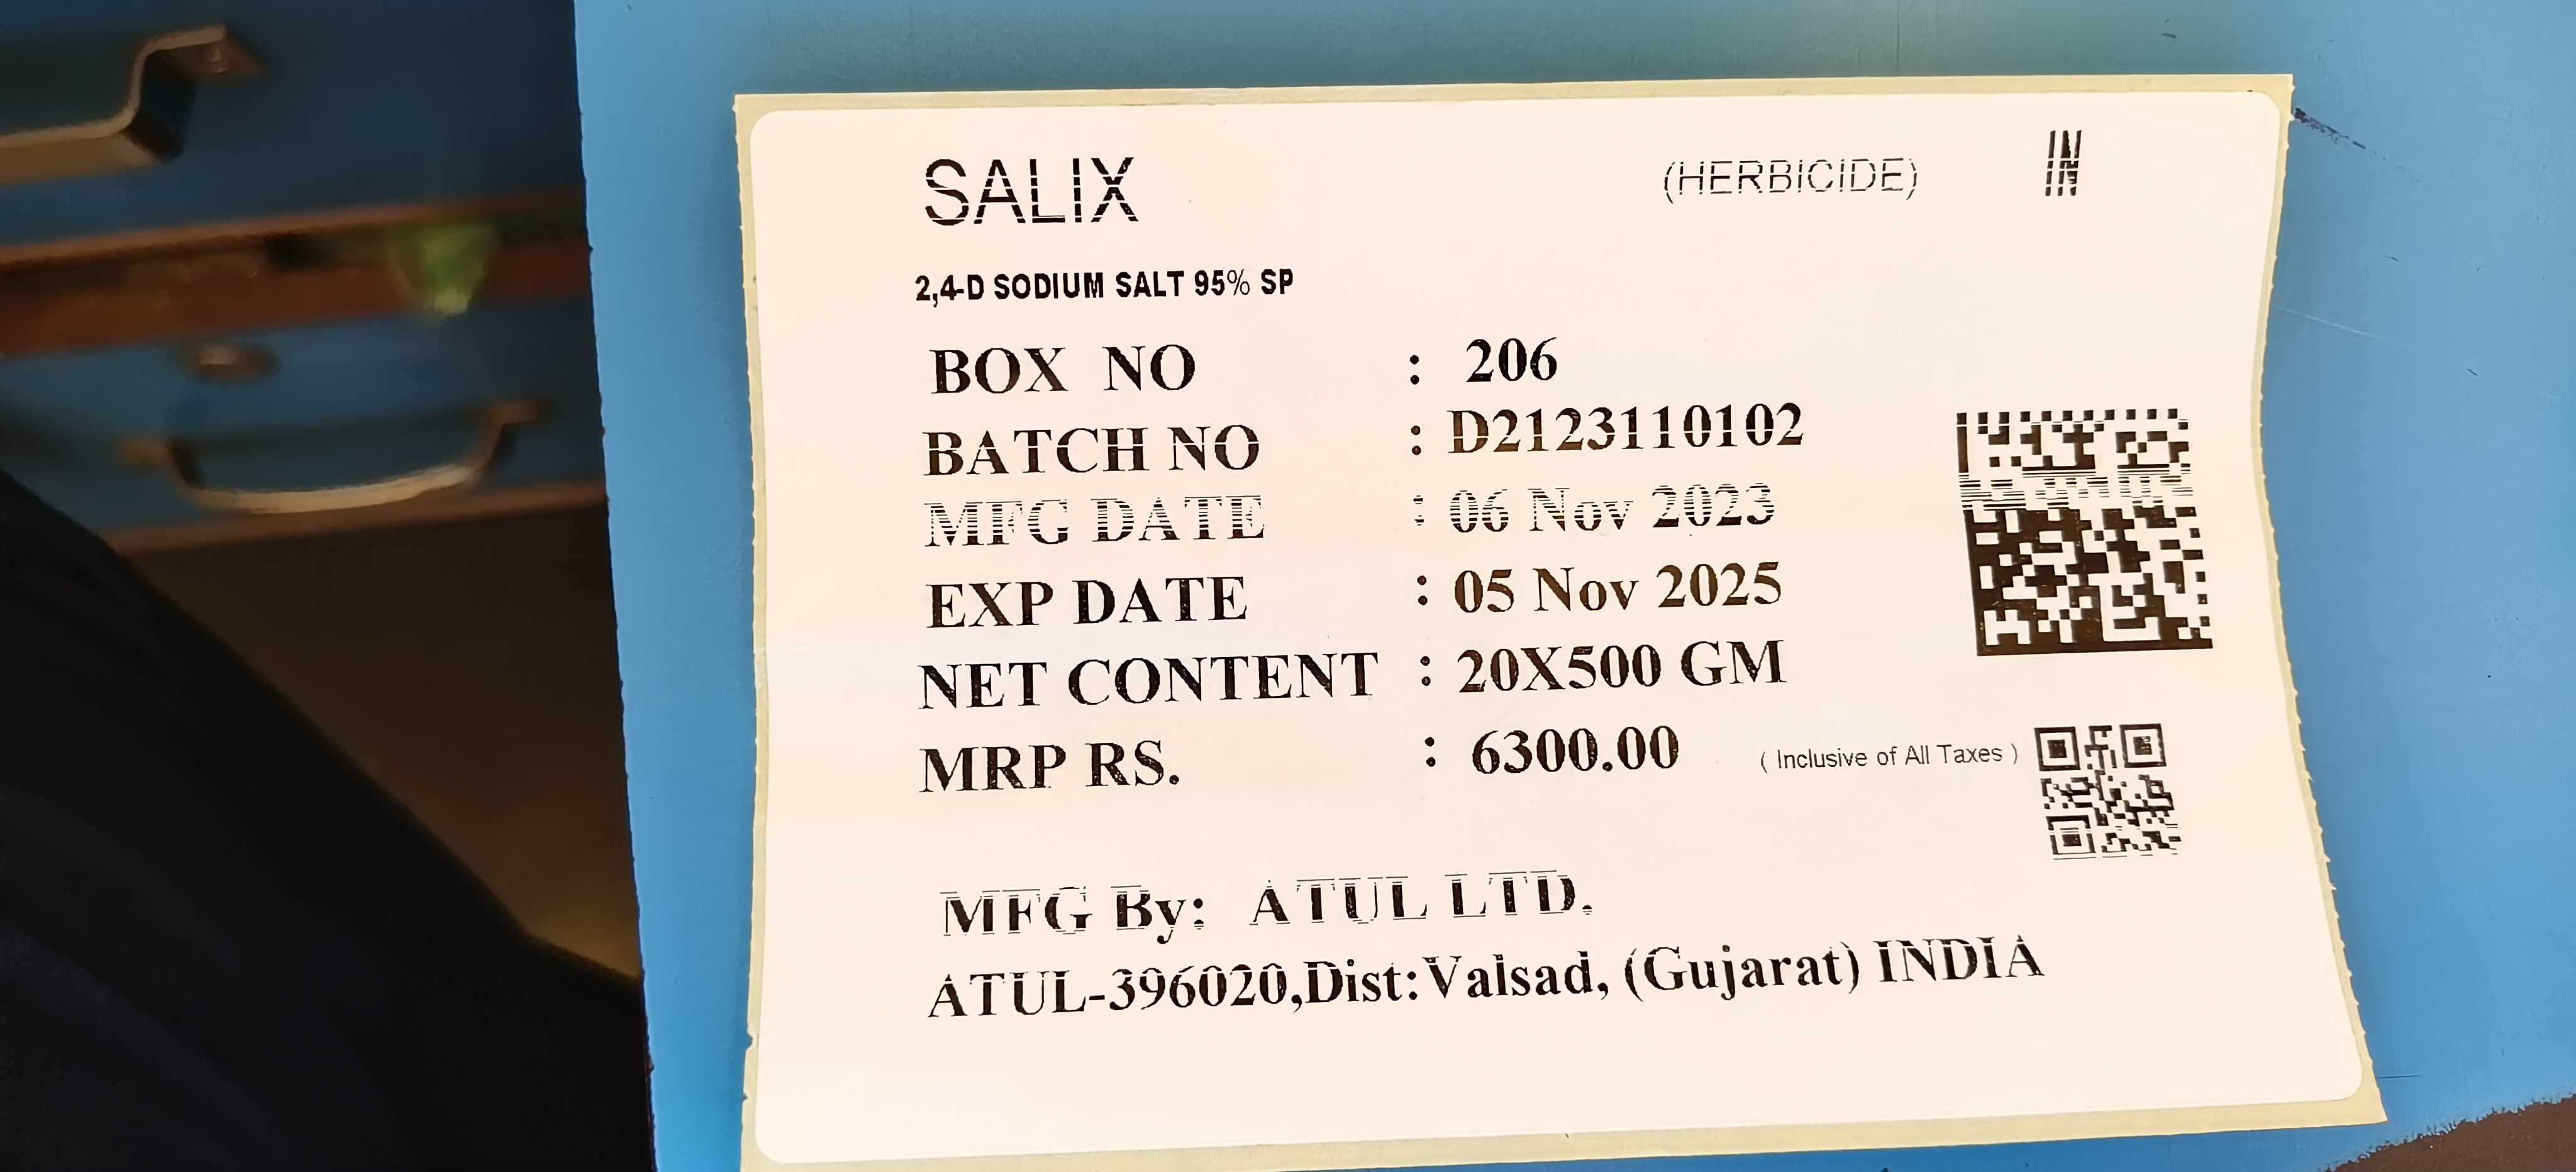 SALIX (HERBICIDE) IN
2,4-D SODIUM SALT 95% SP
BOX NO : 206
BATCH NO : D2123110102
MFG DATE : 06 Nov 2023
EXP DATE : 05 Nov 2025
NET CONTENT : 20X500 GM
MRP RS. : 6300.00 ( Inclusive of All Taxes )
MFG By: ATUL LTD.
ATUL-396020,Dist:Valsad, (Gujarat) INDIA